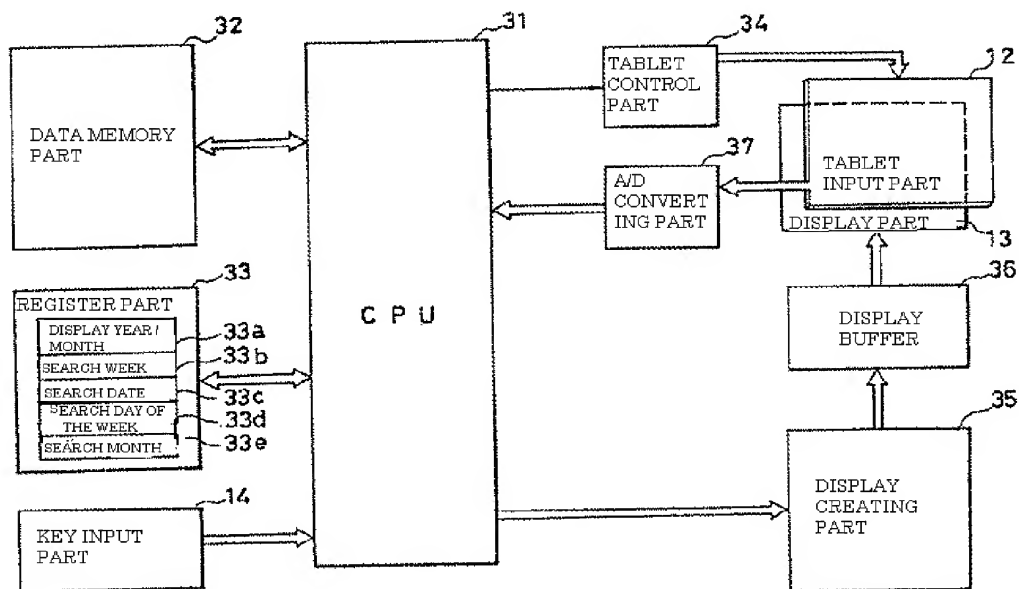 32
DATA MEMORY
PART
31
C P U
34
TABLET
CONTROL
PART
12
TABLET
INPUT PART
DISPLAY PART
13
37
A/D
CONVERT
ING PART
36
DISPLAY
BUFFER
35
DISPLAY
CREATING
PART
33
REGISTER PART
DISPLAY YEAR/
MONTH
33a
SEARCH WEEK
33b
SEARCH DATE
33c
SEARCH DAY OF
THE WEEK
33d
SEARCH MONTH
33e
14
KEY INPUT
PART